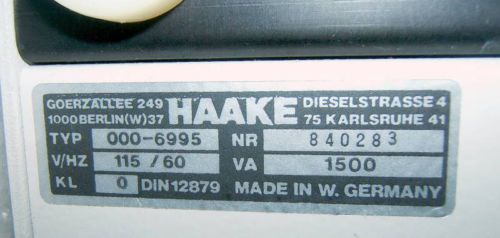 GOERZALLEE 249 HAAKE DIESELSTRASSE 4
1000 BERLIN(W)37 75 KARLSRUHE 41
TYP 000-6995 NR 840283
V/HZ 115 / 60 VA 1500
KL 0 DIN 12879 MADE IN W. GERMANY